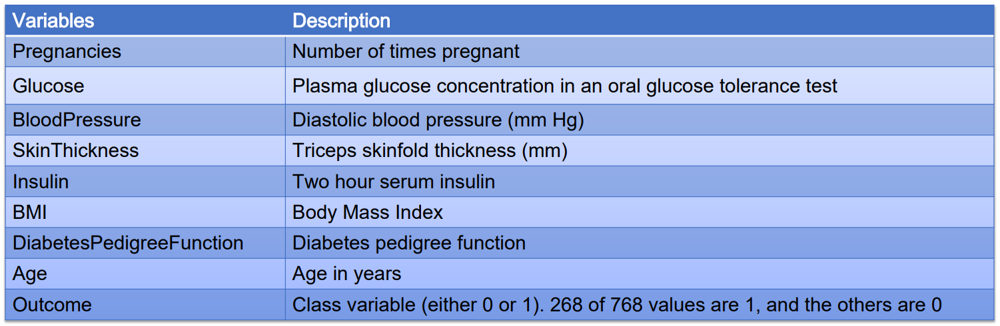 Variables Description
Pregnancies Number of times pregnant
Glucose Plasma glucose concentration in an oral glucose tolerance test
BloodPressure Diastolic blood pressure (mm Hg)
SkinThickness Triceps skinfold thickness (mm)
Insulin Two hour serum insulin
BMI Body Mass Index
DiabetesPedigreeFunction Diabetes pedigree function
Age Age in years
Outcome Class variable (either 0 or 1). 268 of 768 values are 1, and the others are 0